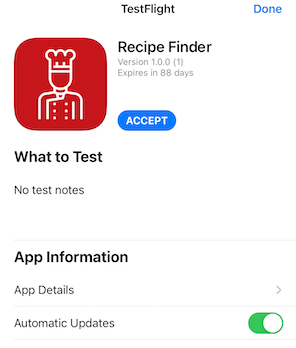 TestFlight
Done
Recipe Finder
Version 1.0.0 (1)
Expires in 88 days
ACCEPT
What to Test
No test notes
App Information
App Details
Automatic Updates